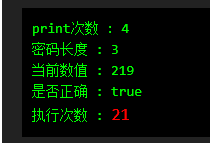 print次数 : 4
密码长度 : 3
当前数值 : 219
是否正确 : true
执行次数 : 21